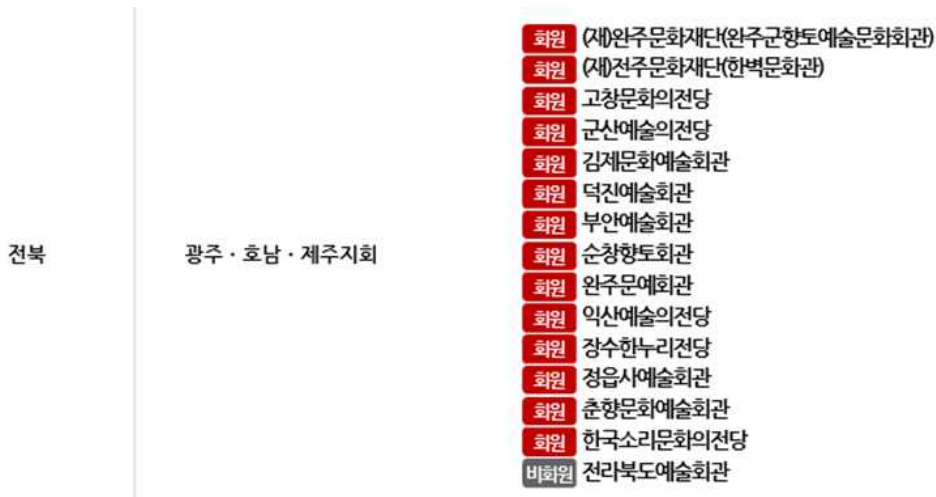 회원 (재)완주문화재단(완주군향토예술문화회관)
회원 (재)전주문화재단(한벽문화관)
회원 고창문화의전당
회원 군산예술의전당
회원 김제문화예술회관
회원 덕진예술회관
회원 부안예술회관
전북 광주·호남·제주지회 회원 순창향토회관
회원 완주문예회관
회원 익산예술의전당
회원 장수한누리전당
회원 정읍사예술회관
회원 춘향문화예술회관
회원 한국소리문화의전당
비회원 전라북도예술회관